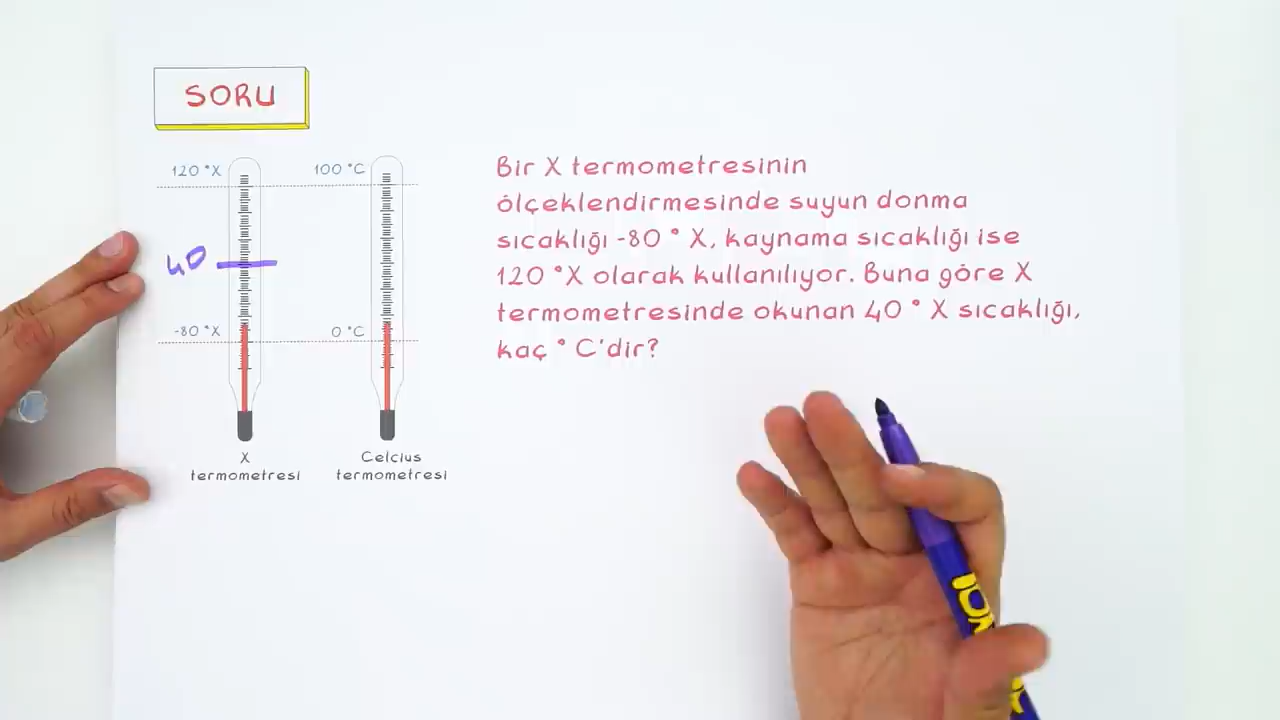 SORU
120 °X
100 °C
40
-80 °X
0 °C
X
termometresi
Celcius
termometresi
Bir X termometresinin
ölçeklendirmesinde suyun donma
sıcaklığı -80 ° X, kaynama sıcaklığı ise
120 °X olarak kullanılıyor. Buna göre X
termometresinde okunan 40 ° X sıcaklığı,
kaç ° C'dir?